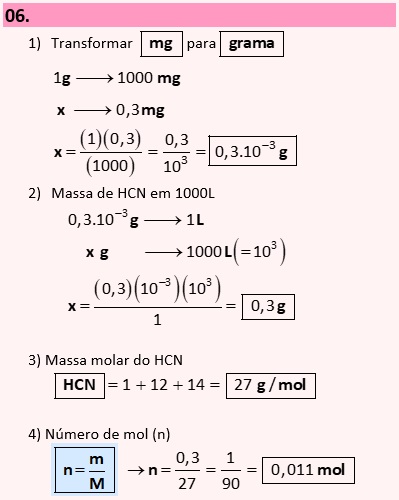 06.
1) Transformar mg para grama
1g ⟶ 1000 mg
x ⟶ 0,3mg
x = (1)(0,3)/(1000) = 0,3/10³ = 0,3.10⁻³ g
2) Massa de HCN em 1000L
0,3.10⁻³g ⟶ 1L
x g ⟶ 1000L(=10³)
x = (0,3)(10⁻³)(10³)/1 = 0,3g
3) Massa molar do HCN
HCN = 1 + 12 + 14 = 27 g/mol
4) Número de mol (n)
n = m/M → n = 0,3/27 = 1/90 = 0,011 mol